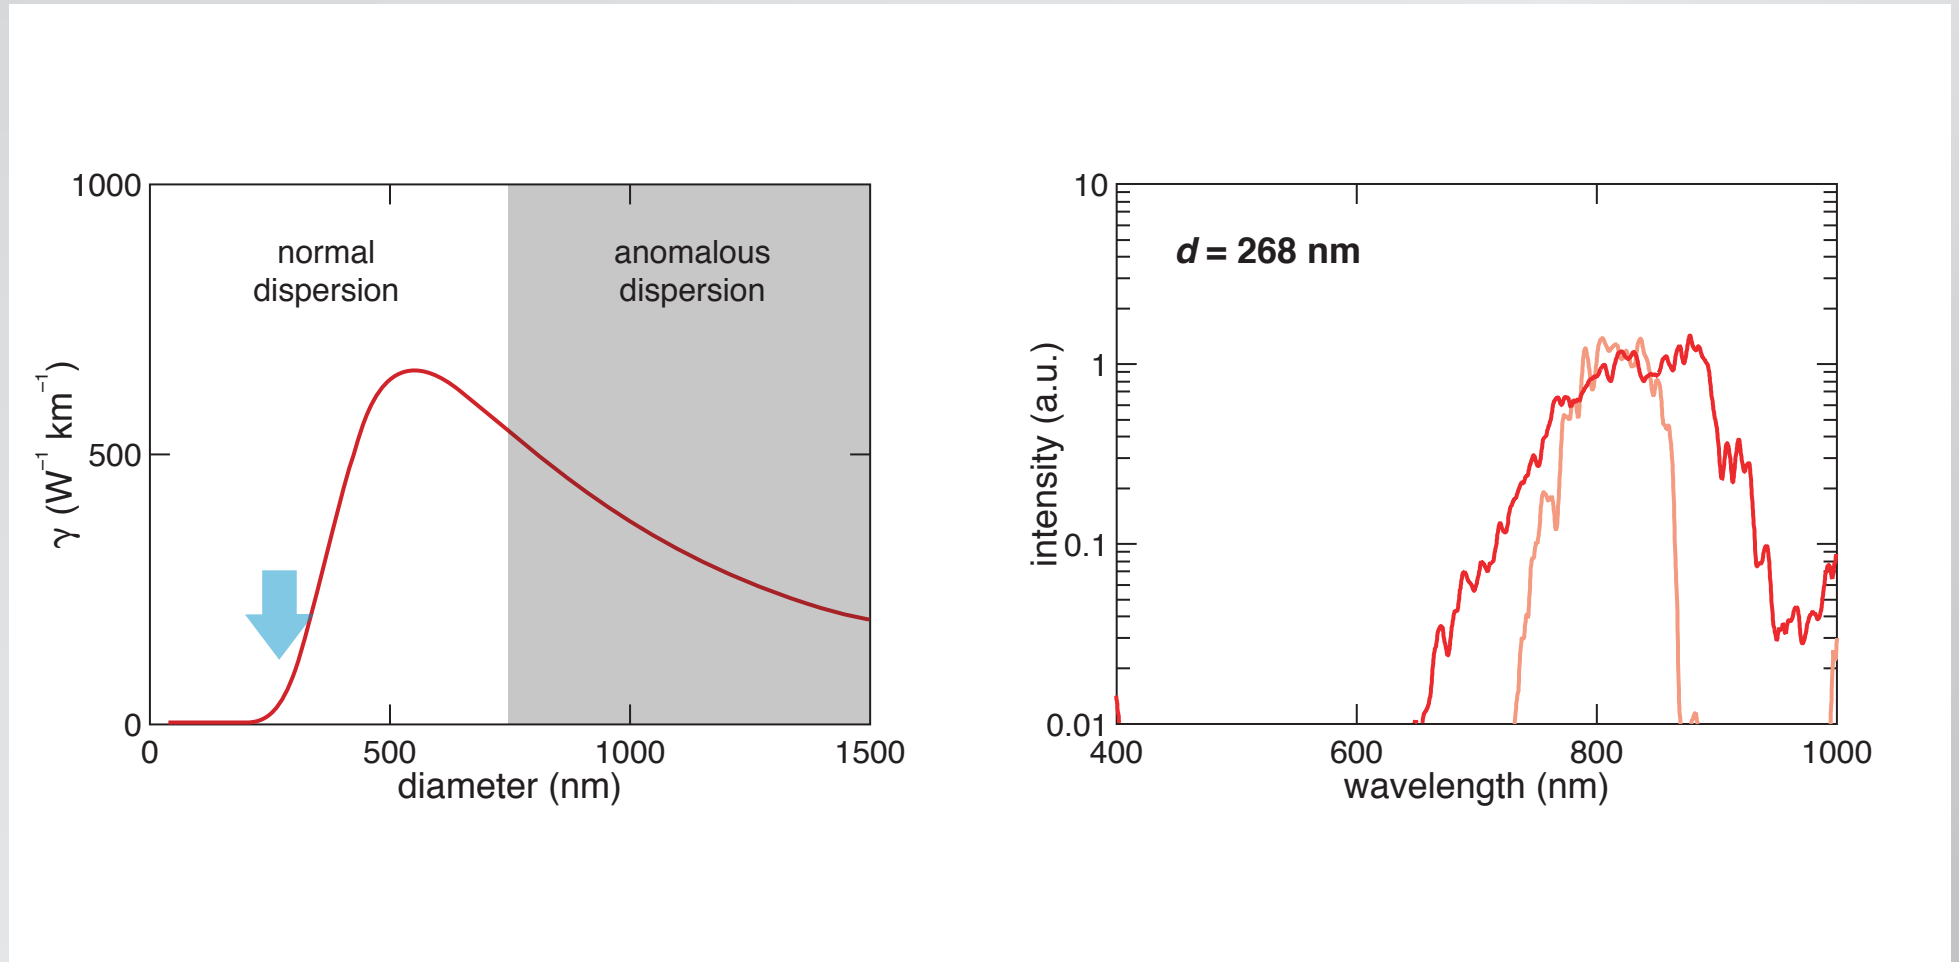 1000
500
0
γ (W⁻¹ km⁻¹)
normal
dispersion
anomalous
dispersion
0
500
1000
1500
diameter (nm)
10
1
0.1
0.01
intensity (a.u.)
d = 268 nm
400
600
800
1000
wavelength (nm)